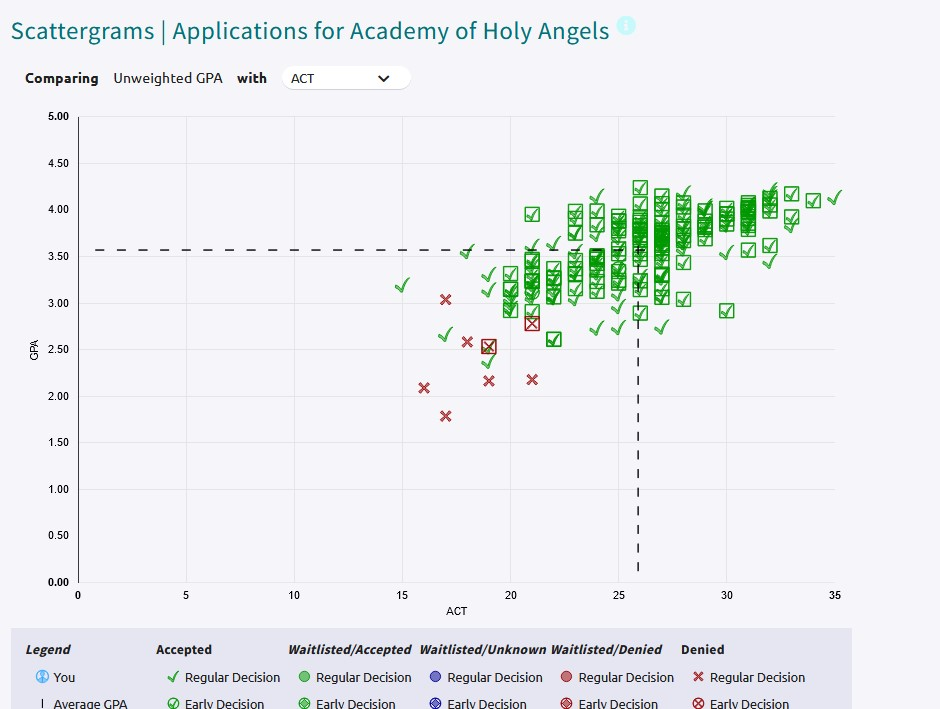 Scattergrams | Applications for Academy of Holy Angels i
Comparing Unweighted GPA with ACT
5.00
4.50
4.00
3.50
3.00
2.50
2.00
1.50
1.00
0.50
0.00
GPA
0 5 10 15 20 25 30 35
ACT
Legend Accepted Waitlisted/Accepted Waitlisted/Unknown Waitlisted/Denied Denied
You Regular Decision Regular Decision Regular Decision Regular Decision Regular Decision
Average GPA Early Decision Early Decision Early Decision Early Decision Early Decision